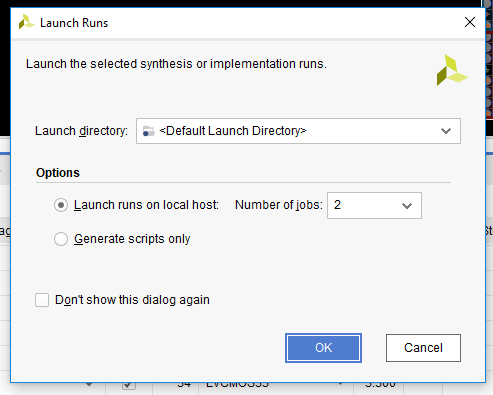 Launch Runs
Launch the selected synthesis or implementation runs.
Launch directory: <Default Launch Directory>
Options
Launch runs on local host: Number of jobs: 2
Generate scripts only
Don't show this dialog again
OK Cancel